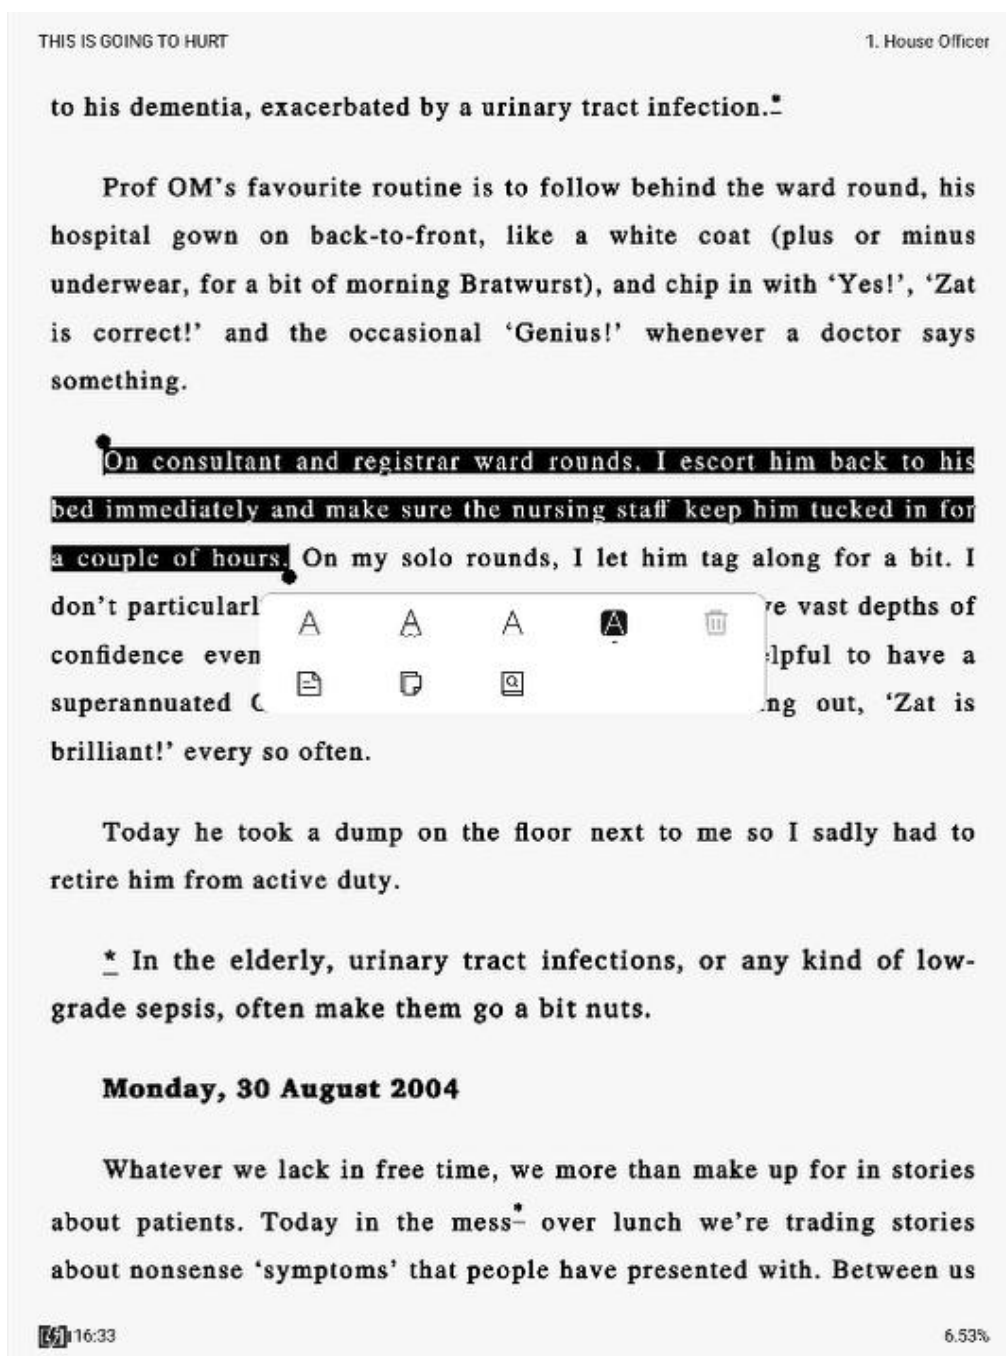 THIS IS GOING TO HURT
1. House Officer
to his dementia, exacerbated by a urinary tract infection.*
Prof OM's favourite routine is to follow behind the ward round, his
hospital gown on back-to-front, like a white coat (plus or minus
underwear, for a bit of morning Bratwurst), and chip in with ‘Yes!’, ‘Zat
is correct!’ and the occasional ‘Genius!’ whenever a doctor says
something.
On consultant and registrar ward rounds, I escort him back to his
bed immediately and make sure the nursing staff keep him tucked in for
a couple of hours. On my solo rounds, I let him tag along for a bit. I
don't vast depths of
confidence even to have a
superannuated out, ‘Zat is
brilliant!’ every so often.
Today he took a dump on the floor next to me so I sadly had to
retire him from active duty.
* In the elderly, urinary tract infections, or any kind of low-
grade sepsis, often make them go a bit nuts.
Monday, 30 August 2004
Whatever we lack in free time, we more than make up for in stories
about patients. Today in the mess* over lunch we're trading stories
about nonsense ‘symptoms’ that people have presented with. Between us
16:33
6.53%